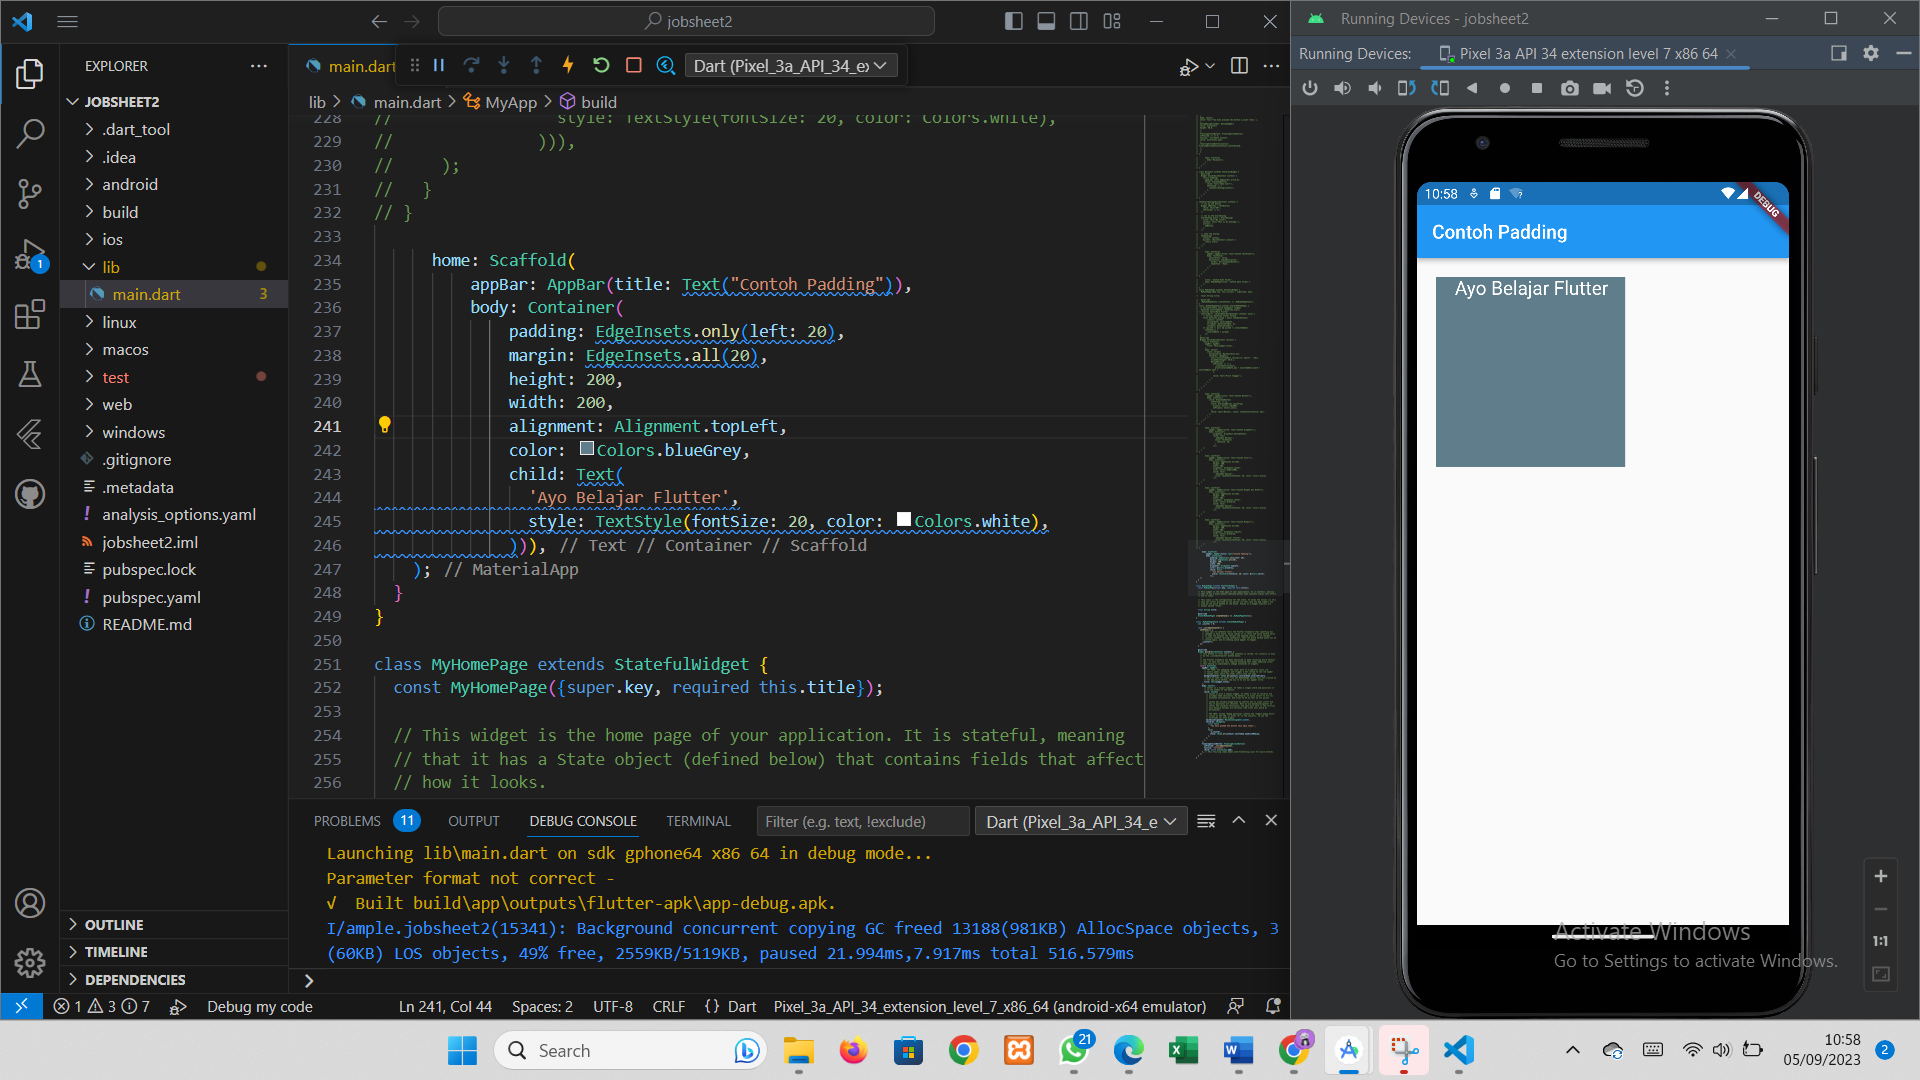 jobsheet2
EXPLORER
JOBSHEET2
.dart_tool
.idea
android
build
ios
lib
main.dart 3
linux
macos
test
web
windows
.gitignore
.metadata
analysis_options.yaml
jobsheet2.iml
pubspec.lock
pubspec.yaml
README.md
OUTLINE
TIMELINE
DEPENDENCIES
1
main.dart
Dart (Pixel_3a_API_34_e
lib > main.dart > MyApp > build
228 // style: TextStyle(fontSize: 20, color: Colors.white),
229 // ))),
230 // );
231 // }
232 // }
233
234 home: Scaffold(
235 appBar: AppBar(title: Text("Contoh Padding")),
236 body: Container(
237 padding: EdgeInsets.only(left: 20),
238 margin: EdgeInsets.all(20),
239 height: 200,
240 width: 200,
241 alignment: Alignment.topLeft,
242 color: Colors.blueGrey,
243 child: Text(
244 'Ayo Belajar Flutter',
245 style: TextStyle(fontSize: 20, color: Colors.white),
246 ))), // Text // Container // Scaffold
247 ); // MaterialApp
248 }
249 }
250
251 class MyHomePage extends StatefulWidget {
252 const MyHomePage({super.key, required this.title});
253
254 // This widget is the home page of your application. It is stateful, meaning
255 // that it has a State object (defined below) that contains fields that affect
256 // how it looks.
PROBLEMS 11 OUTPUT DEBUG CONSOLE TERMINAL Filter (e.g. text, !exclude) Dart (Pixel_3a_API_34_e
Launching lib\main.dart on sdk gphone64 x86 64 in debug mode...
Parameter format not correct -
√ Built build\app\outputs\flutter-apk\app-debug.apk.
I/ample.jobsheet2(15341): Background concurrent copying GC freed 13188(981KB) AllocSpace objects, 3
(60KB) LOS objects, 49% free, 2559KB/5119KB, paused 21.994ms,7.917ms total 516.579ms
1 3 7 Debug my code Ln 241, Col 44 Spaces: 2 UTF-8 CRLF {} Dart Pixel_3a_API_34_extension_level_7_x86_64 (android-x64 emulator)
Running Devices - jobsheet2
Running Devices: Pixel 3a API 34 extension level 7 x86 64
10:58
DEBUG
Contoh Padding
Ayo Belajar Flutter
1:1
Activate Windows
Go to Settings to activate Windows.
Search
21
10:58
05/09/2023
2